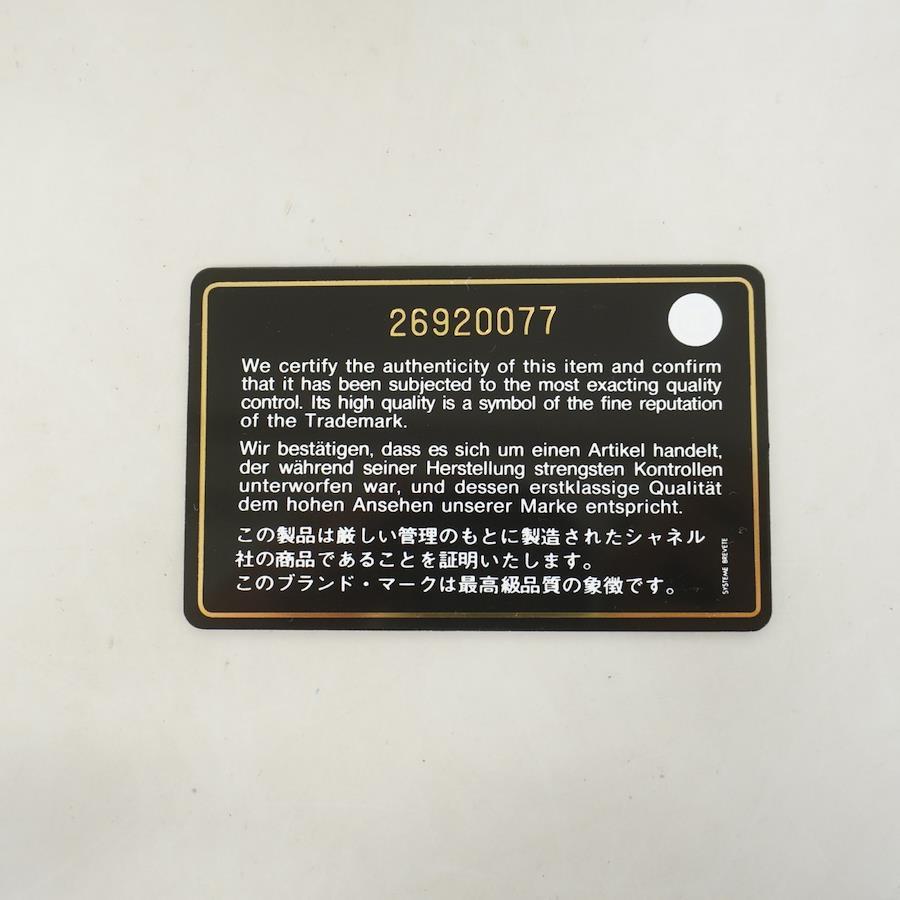 26920077
We certify the authenticity of this item and confirm
that it has been subjected to the most exacting quality
control. Its high quality is a symbol of the fine reputation
of the Trademark.
Wir bestätigen, dass es sich um einen Artikel handelt,
der während seiner Herstellung strengsten Kontrollen
unterworfen war, und dessen erstklassige Qualität
dem hohen Ansehen unserer Marke entspricht.
この製品は厳しい管理のもとに製造されたシャネル
社の商品であることを証明いたします。
このブランド・マークは最高級品質の象徴です。
SYSTEME BREVETE